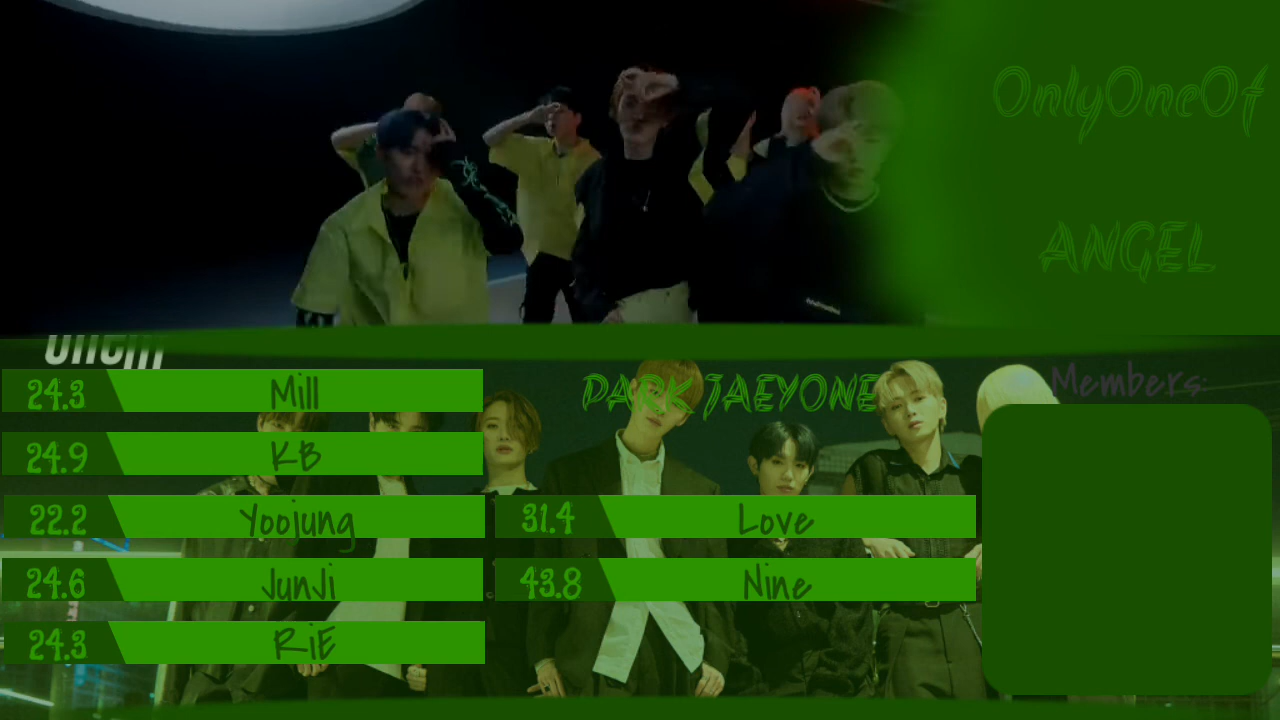 OnlyOneOf
ANGEL
PARK JAEYONE
Members:
24.3 Mill
24.9 KB
22.2 Yoojung
31.4 Love
24.6 JunJi
43.8 Nine
24.3 RiE